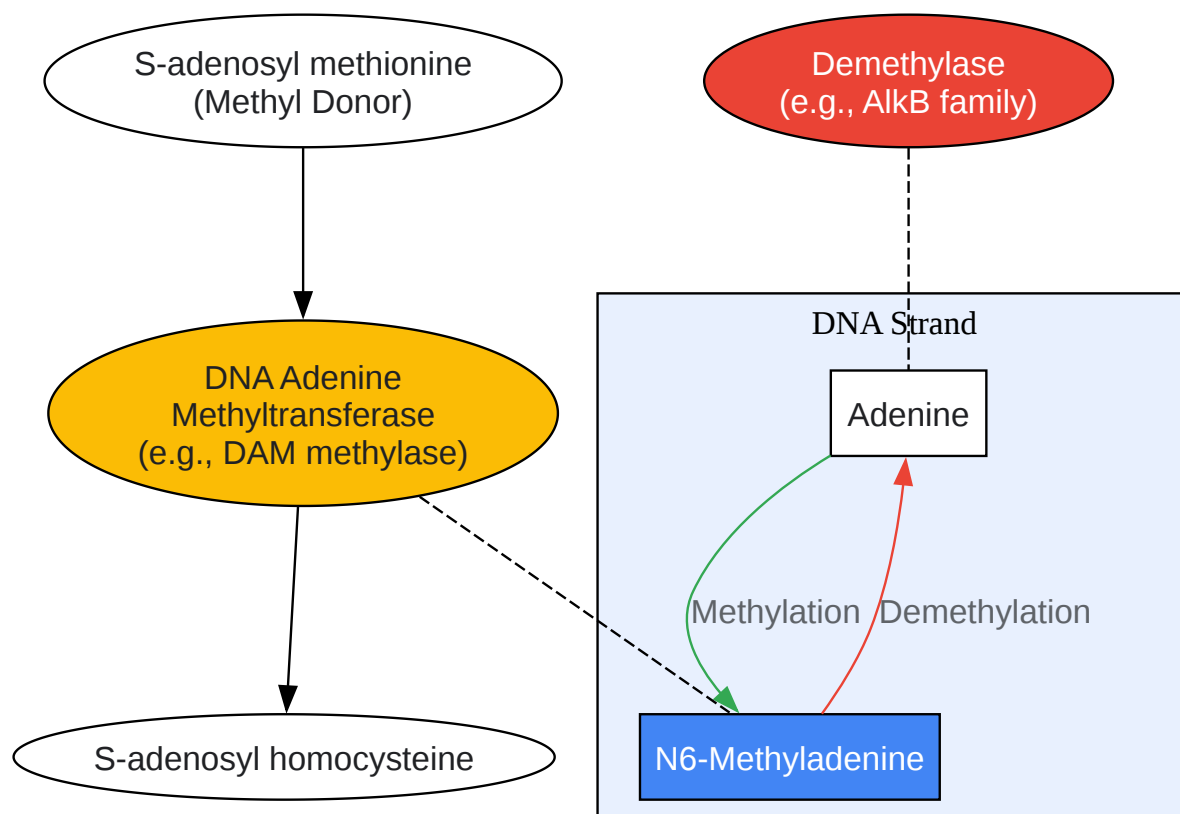 S-adenosyl methionine
(Methyl Donor)
Demethylase
(e.g., AlkB family)
DNA Strand
DNA Adenine
Methyltransferase
(e.g., DAM methylase)
Adenine
Methylation
Demethylation
S-adenosyl homocysteine
N6-Methyladenine